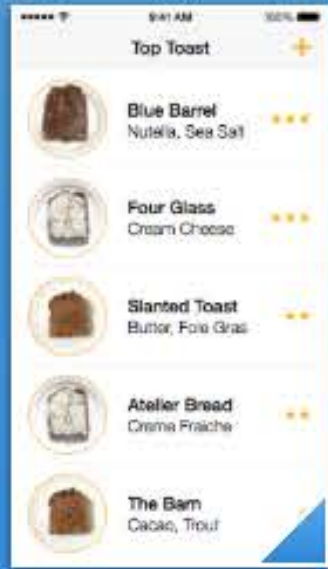 9:41 AM
100%
Top Toast
+
Blue Barrel
Nutella, Sea Salt
Four Glass
Cream Cheese
Slanted Toast
Butter, Foie Gras
Atelier Bread
Creme Fraiche
The Barn
Cacao, Trout